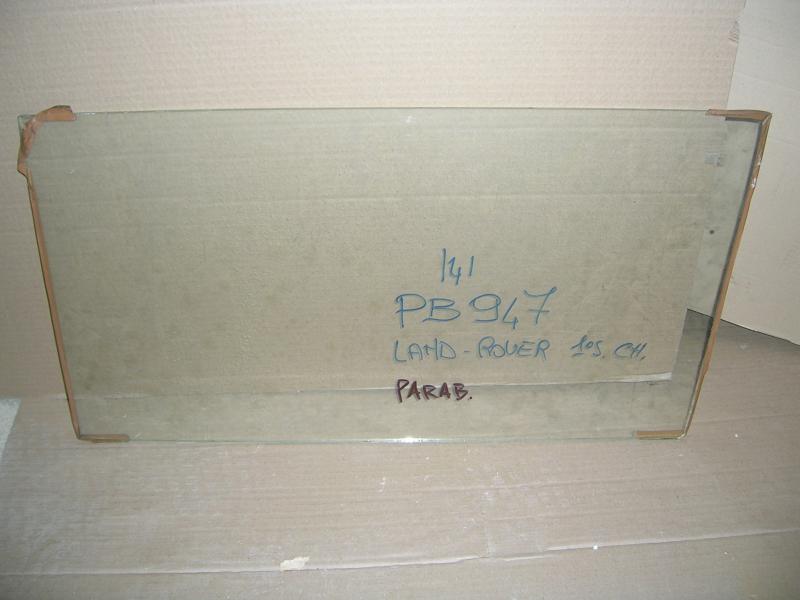 141
PB 947
LAND-ROVER 1ºS. CH.
PARAB.